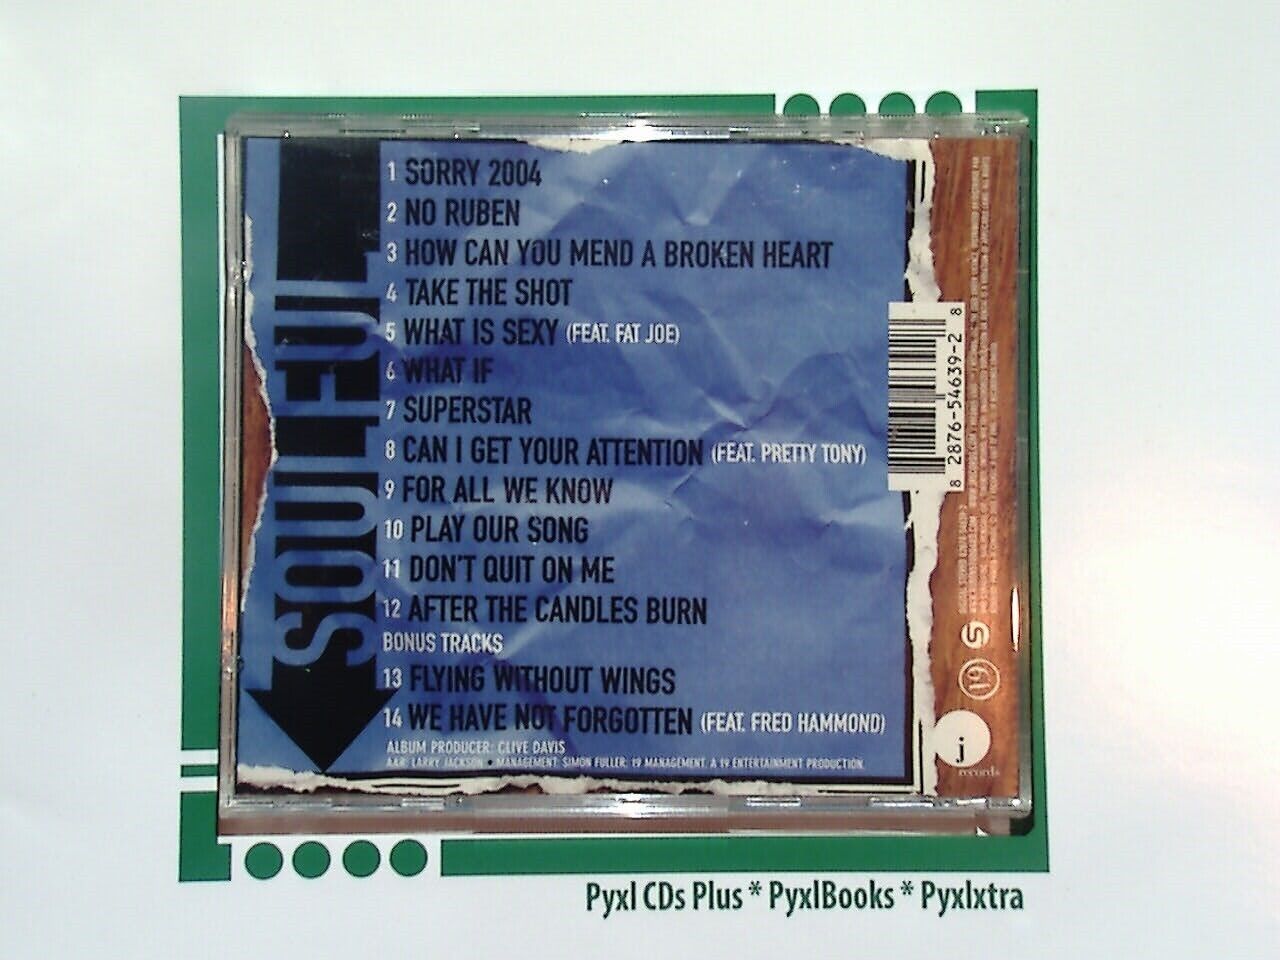 SOULFUL
1 SORRY 2004
2 NO RUBEN
3 HOW CAN YOU MEND A BROKEN HEART
4 TAKE THE SHOT
5 WHAT IS SEXY (FEAT. FAT JOE)
6 WHAT IF
7 SUPERSTAR
8 CAN I GET YOUR ATTENTION (FEAT. PRETTY TONY)
9 FOR ALL WE KNOW
10 PLAY OUR SONG
11 DON'T QUIT ON ME
12 AFTER THE CANDLES BURN
BONUS TRACKS
13 FLYING WITHOUT WINGS
14 WE HAVE NOT FORGOTTEN (FEAT. FRED HAMMOND)
ALBUM PRODUCER: CLIVE DAVIS
A&R: LARRY JACKSON • MANAGEMENT: SIMON FULLER: 19 MANAGEMENT. A 19 ENTERTAINMENT PRODUCTION.
8 28765-4639-2 8
19
j
records
Pyxl CDs Plus * PyxlBooks * Pyxlxtra